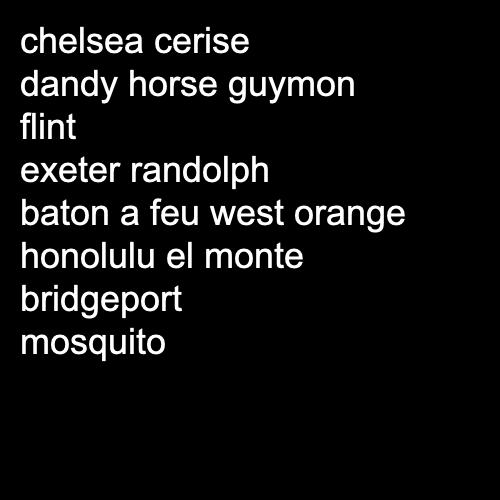 chelsea cerise
dandy horse guymon
flint
exeter randolph
baton a feu west orange
honolulu el monte
bridgeport
mosquito